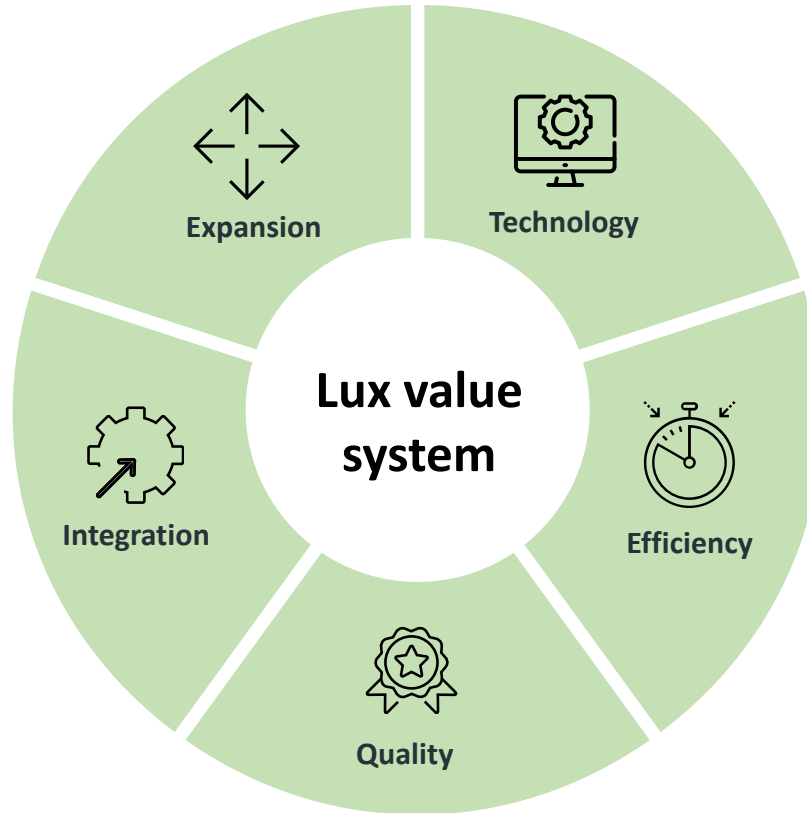 Expansion
Technology
Lux value
system
Integration
Efficiency
Quality